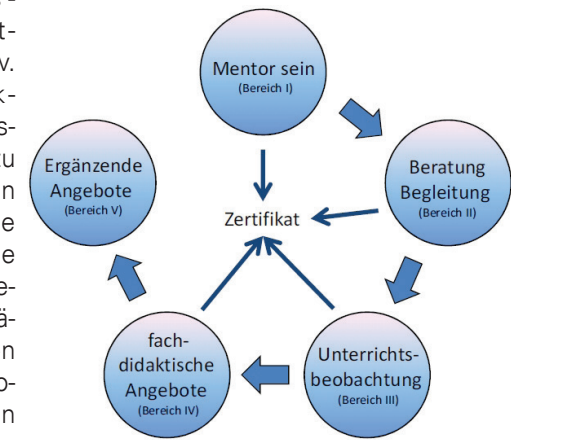 t-
v.
k-
s-
zu
n
e
e
e-
ä-
n
o-
n
Mentor sein
(Bereich I)
Beratung
Begleitung
(Bereich II)
Unterrichts-
beobachtung
(Bereich III)
fach-
didaktische
Angebote
(Bereich IV)
Ergänzende
Angebote
(Bereich V)
Zertifikat